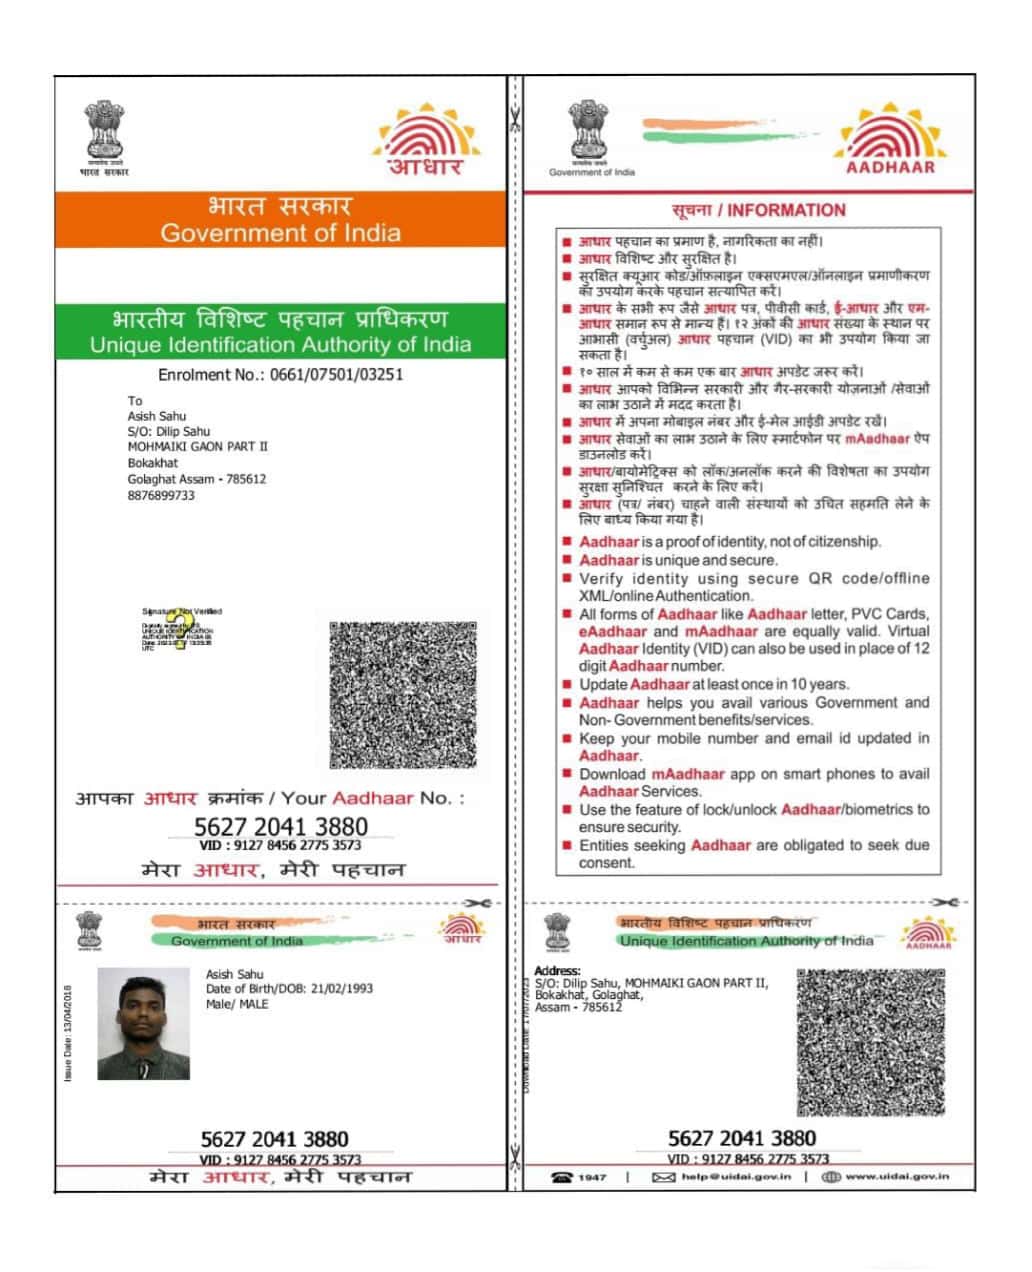 सत्यमेव जयते
भारत सरकार
आधार
भारत सरकार
Government of India
भारतीय विशिष्ट पहचान प्राधिकरण
Unique Identification Authority of India
Enrolment No.: 0661/07501/03251
To
Asish Sahu
S/O: Dilip Sahu
MOHMAIKI GAON PART II
Bokakhat
Golaghat Assam - 785612
8876899733
Signature Not Verified
UNIQUE IDENTIFICATION
AUTHORITY OF INDIA
UTC
आपका आधार क्रमांक / Your Aadhaar No. :
5627 2041 3880
VID : 9127 8456 2775 3573
मेरा आधार, मेरी पहचान
सत्यमेव जयते
Government of India
AADHAAR
सूचना / INFORMATION
■ आधार पहचान का प्रमाण है, नागरिकता का नहीं।
■ आधार विशिष्ट और सुरक्षित है।
■ सुरक्षित क्यूआर कोड/ऑफ़लाइन एक्सएमएल/ऑनलाइन प्रमाणीकरण
का उपयोग करके पहचान सत्यापित करें।
■ आधार के सभी रूप जैसे आधार पत्र, पीवीसी कार्ड, ई-आधार और एम-
आधार समान रूप से मान्य हैं। १२ अंकों की आधार संख्या के स्थान पर
आभासी (वर्चुअल) आधार पहचान (VID) का भी उपयोग किया जा
सकता है।
■ १० साल में कम से कम एक बार आधार अपडेट जरूर करें।
■ आधार आपको विभिन्न सरकारी और गैर-सरकारी योजनाओं /सेवाओं
का लाभ उठाने में मदद करता है।
■ आधार में अपना मोबाइल नंबर और ई-मेल आईडी अपडेट रखें।
■ आधार सेवाओं का लाभ उठाने के लिए स्मार्टफोन पर mAadhaar ऐप
डाउनलोड करें।
■ आधार/बायोमेट्रिक्स को लॉक/अनलॉक करने की विशेषता का उपयोग
सुरक्षा सुनिश्चित करने के लिए करें।
■ आधार (पत्र/ नंबर) चाहने वाली संस्थायों को उचित सहमति लेने के
लिए बाध्य किया गया है।
■ Aadhaar is a proof of identity, not of citizenship.
■ Aadhaar is unique and secure.
■ Verify identity using secure QR code/offline
XML/online Authentication.
■ All forms of Aadhaar like Aadhaar letter, PVC Cards,
eAadhaar and mAadhaar are equally valid. Virtual
Aadhaar Identity (VID) can also be used in place of 12
digit Aadhaar number.
■ Update Aadhaar at least once in 10 years.
■ Aadhaar helps you avail various Government and
Non- Government benefits/services.
■ Keep your mobile number and email id updated in
Aadhaar.
■ Download mAadhaar app on smart phones to avail
Aadhaar Services.
■ Use the feature of lock/unlock Aadhaar/biometrics to
ensure security.
■ Entities seeking Aadhaar are obligated to seek due
consent.
भारत सरकार
Government of India
आधार
Issue Date: 13/04/2018
Asish Sahu
Date of Birth/DOB: 21/02/1993
Male/ MALE
5627 2041 3880
VID : 9127 8456 2775 3573
मेरा आधार, मेरी पहचान
भारतीय विशिष्ट पहचान प्राधिकरण
Unique Identification Authority of India
AADHAAR
Download Date: 17/07/2023
Address:
S/O: Dilip Sahu, MOHMAIKI GAON PART II,
Bokakhat, Golaghat,
Assam - 785612
5627 2041 3880
VID : 9127 8456 2775 3573
1947 | help@uidai.gov.in | www.uidai.gov.in